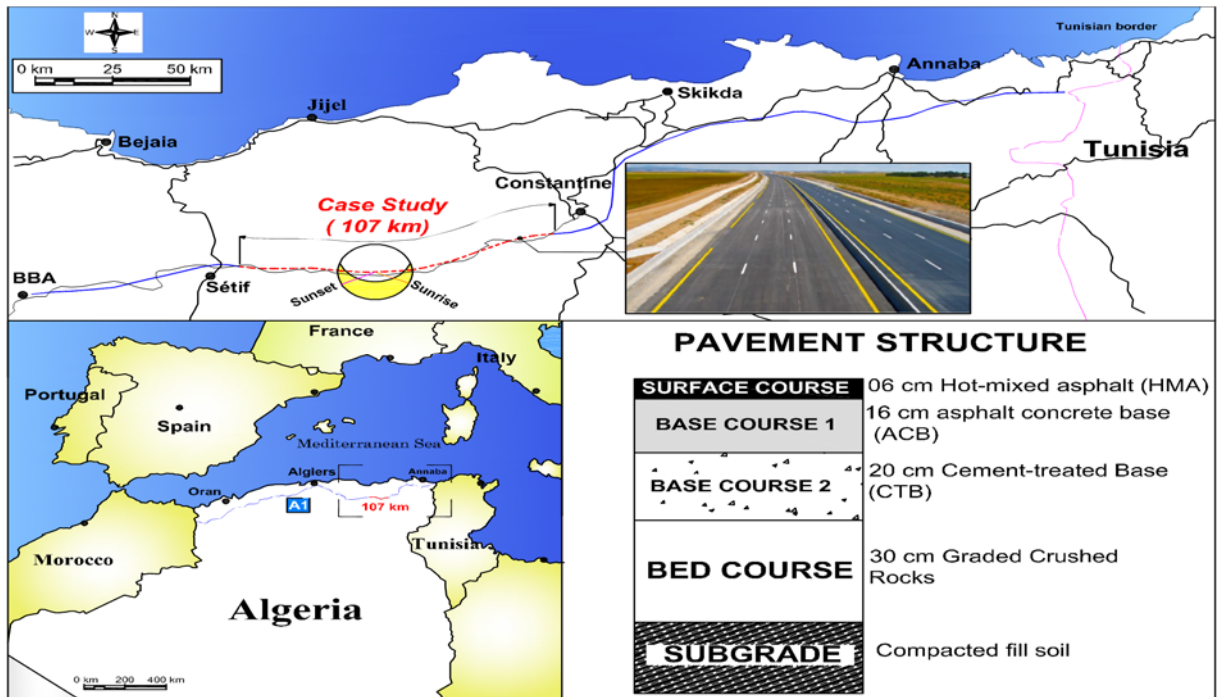 N
W E
S
Tunisian border
0 km 25 50 km
Annaba
Skikda
Jijel
Bejaia
Tunisia
Constantine
Case Study
( 107 km)
BBA
Sétif
Sunset
Sunrise
France
Italy
Portugal
Spain
Mediterranean Sea
Algiers
Annaba
Oran
A1
107 km
Morocco
Tunisia
Algeria
0 200 400 km
PAVEMENT STRUCTURE
SURFACE COURSE
06 cm Hot-mixed asphalt (HMA)
BASE COURSE 1
16 cm asphalt concrete base
(ACB)
BASE COURSE 2
20 cm Cement-treated Base
(CTB)
BED COURSE
30 cm Graded Crushed
Rocks
SUBGRADE
Compacted fill soil